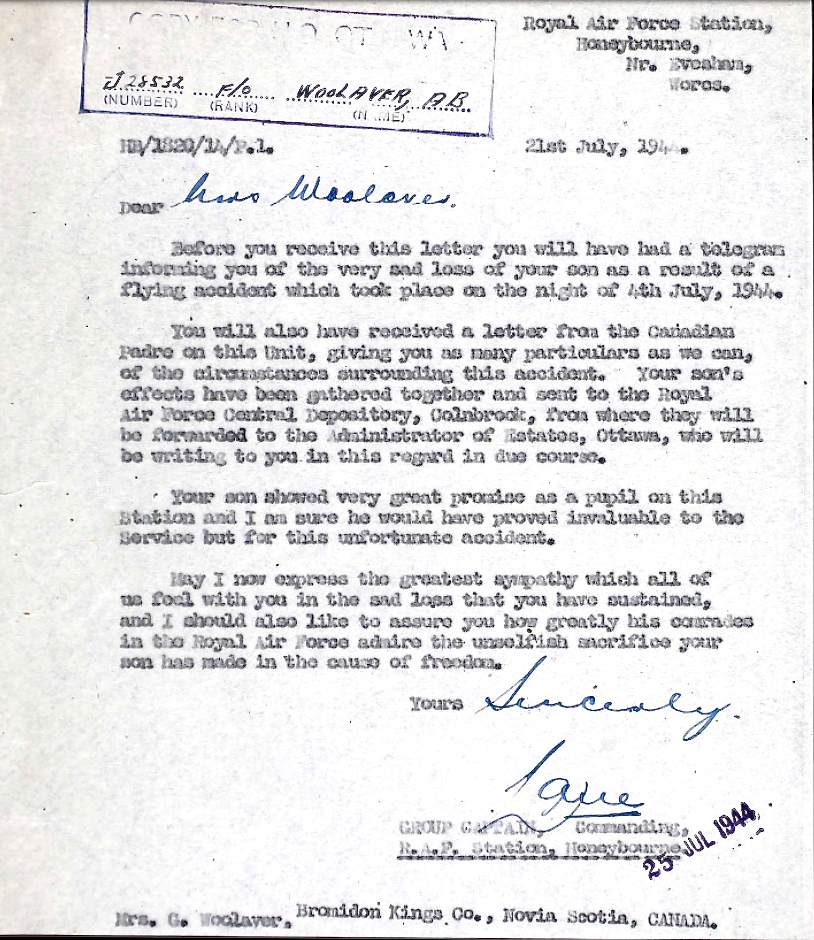 COPY FOR H.Q. OTTAWA
Royal Air Force Station,
Honeybourne,
Nr. Evesham,
Worcs.
J28532 F/O WOOLAVER, A.B.
(NUMBER) (RANK) (NAME)
HB/1820/14/P.1.
21st July, 1944.
Dear Mrs Woolaver.
Before you receive this letter you will have had a telegram
informing you of the very sad loss of your son as a result of a
flying accident which took place on the night of 4th July, 1944.
You will also have received a letter from the Canadian
Padre on this Unit, giving you as many particulars as we can,
of the circumstances surrounding this accident. Your son's
effects have been gathered together and sent to the Royal
Air Force Central Depository, Colnbrook, from where they will
be forwarded to the Administrator of Estates, Ottawa, who will
be writing to you in this regard in due course.
Your son showed very great promise as a pupil on this
Station and I am sure he would have proved invaluable to the
Service but for this unfortunate accident.
May I now express the greatest sympathy which all of
us feel with you in the sad loss that you have sustained,
and I should also like to assure you how greatly his comrades
in the Royal Air Force admire the unselfish sacrifice your
son has made in the cause of freedom.
Yours Sincerely.
GROUP CAPTAIN, Commanding,
R.A.F. Station, Honeybourne.
25 JUL 1944
Mrs. G. Woolaver, Bromidon Kings Co., Novia Scotia, CANADA.